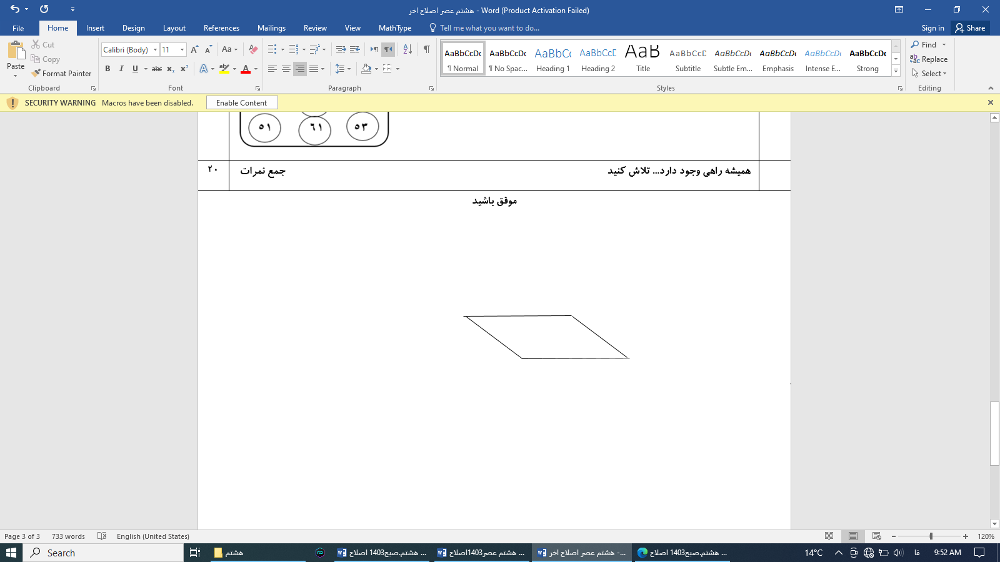 هشتم عصر اصلاح اخر - Word (Product Activation Failed)
File Home Insert Design Layout References Mailings Review View MathType Tell me what you want to do... Sign in Share
Cut
Copy
Paste
Format Painter
Clipboard
Calibri (Body) 11
Font
Paragraph
AaBbCcDc AaBbCcDc AaBbCc AaBbCcD AaB AaBbCcD AaBbCcDc AaBbCcDc AaBbCcDc AaBbCcDc
¶ Normal ¶ No Spac... Heading 1 Heading 2 Title Subtitle Subtle Em... Emphasis Intense E... Strong
Styles
Find
Replace
Select
Editing
SECURITY WARNING Macros have been disabled. Enable Content
۵۱ ۶۱ ۵۳
همیشه راهی وجود دارد... تلاش کنید جمع نمرات ۲۰
موفق باشید
Page 3 of 3 733 words English (United States) 120%
Search
هشتم
هشتم.صبح1403 اصلاح ...
هشتم عصر1403اصلاح ...
هشتم عصر اصلاح اخر -...
هشتم.صبح1403 اصلاح ...
14°C فا 9:52 AM